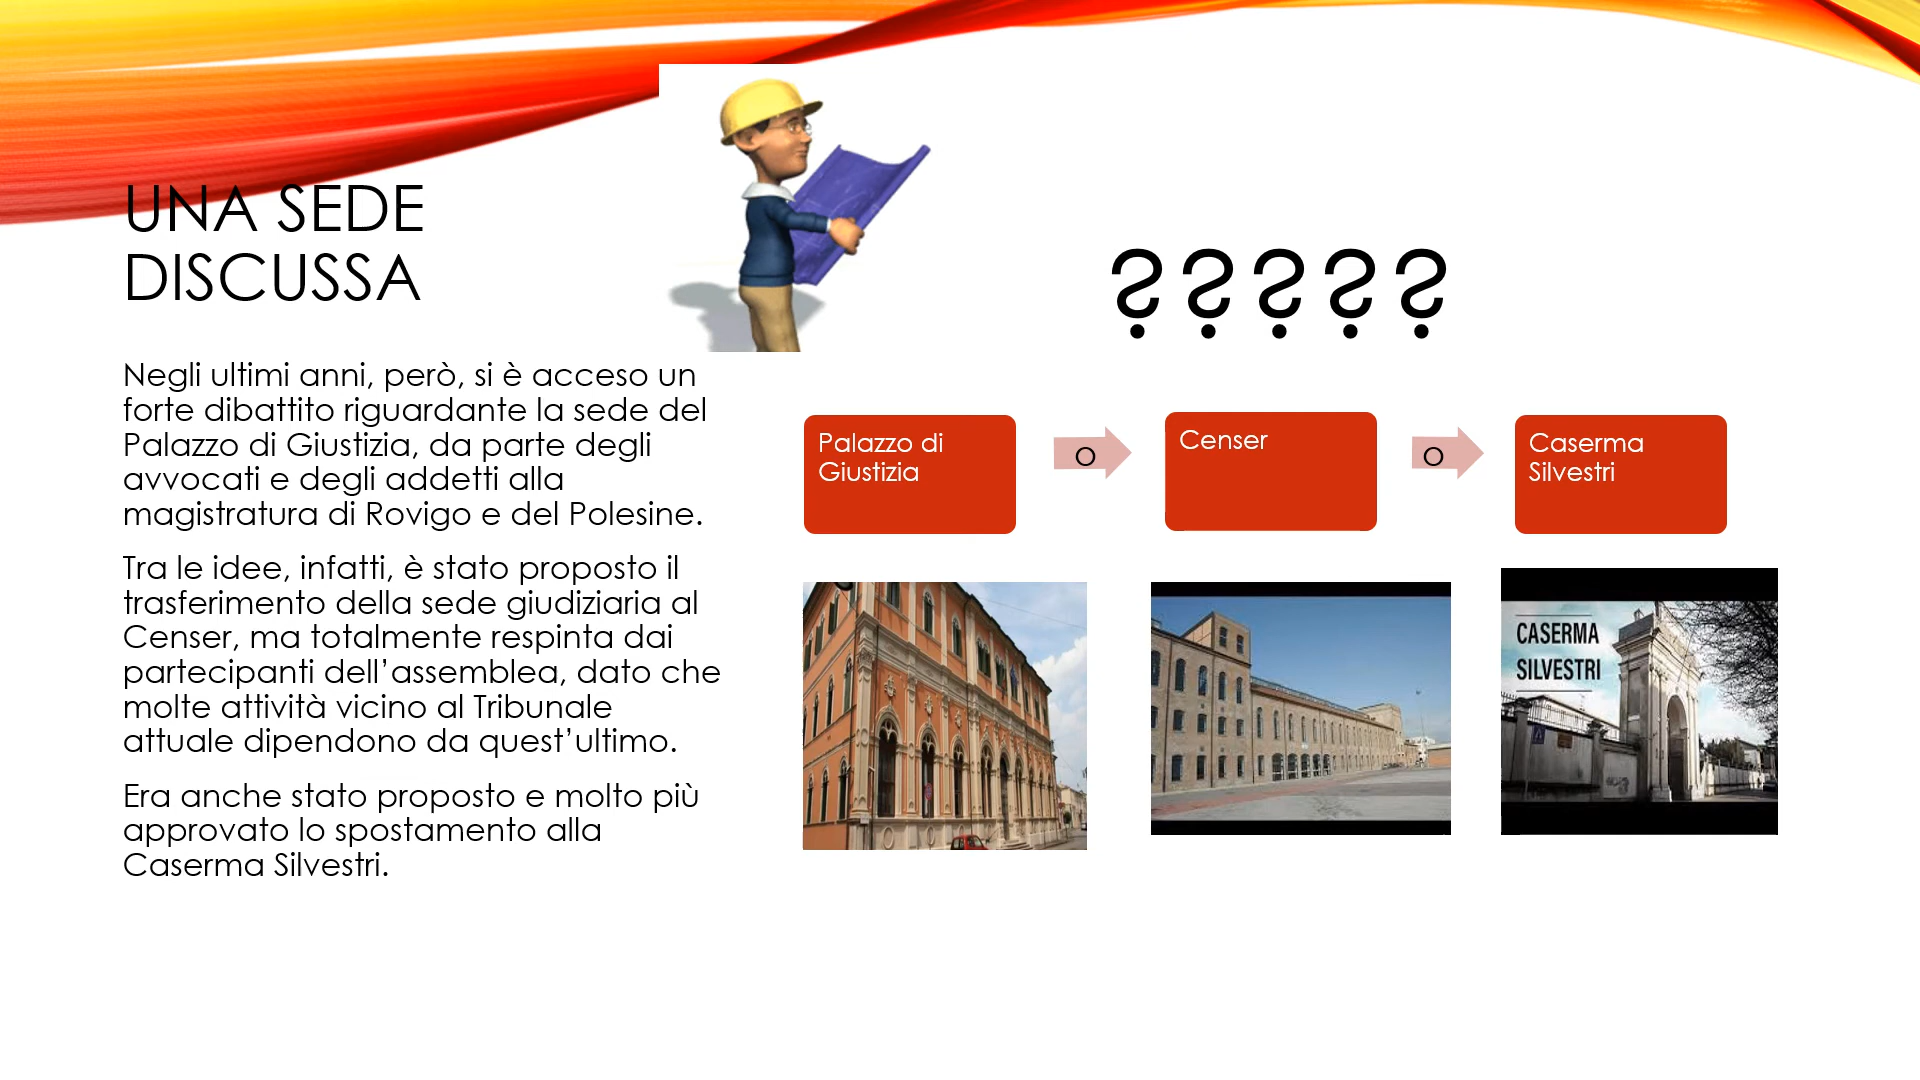 UNA SEDE
DISCUSSA
?????
Negli ultimi anni, però, si è acceso un
forte dibattito riguardante la sede del
Palazzo di Giustizia, da parte degli
avvocati e degli addetti alla
magistratura di Rovigo e del Polesine.
Tra le idee, infatti, è stato proposto il
trasferimento della sede giudiziaria al
Censer, ma totalmente respinta dai
partecipanti dell’assemblea, dato che
molte attività vicino al Tribunale
attuale dipendono da quest’ultimo.
Era anche stato proposto e molto più
approvato lo spostamento alla
Caserma Silvestri.
Palazzo di
Giustizia
o
Censer
o
Caserma
Silvestri
CASERMA
SILVESTRI